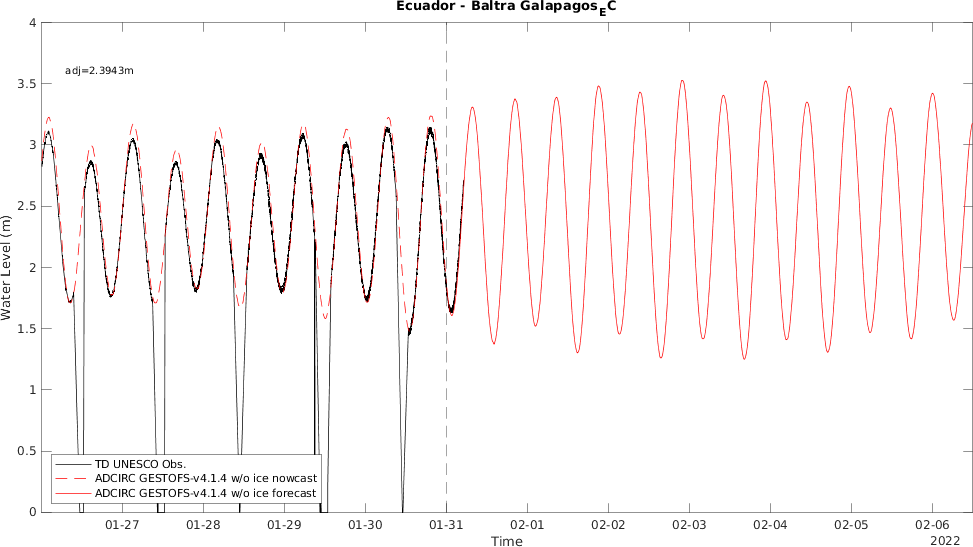 Ecuador - Baltra GalapagosEC
adj=2.3943m
4
3.5
3
2.5
2
1.5
1
0.5
0
Water Level (m)
TD UNESCO Obs.
ADCIRC GESTOFS-v4.1.4 w/o ice nowcast
ADCIRC GESTOFS-v4.1.4 w/o ice forecast
01-27 01-28 01-29 01-30 01-31 02-01 02-02 02-03 02-04 02-05 02-06
Time
2022